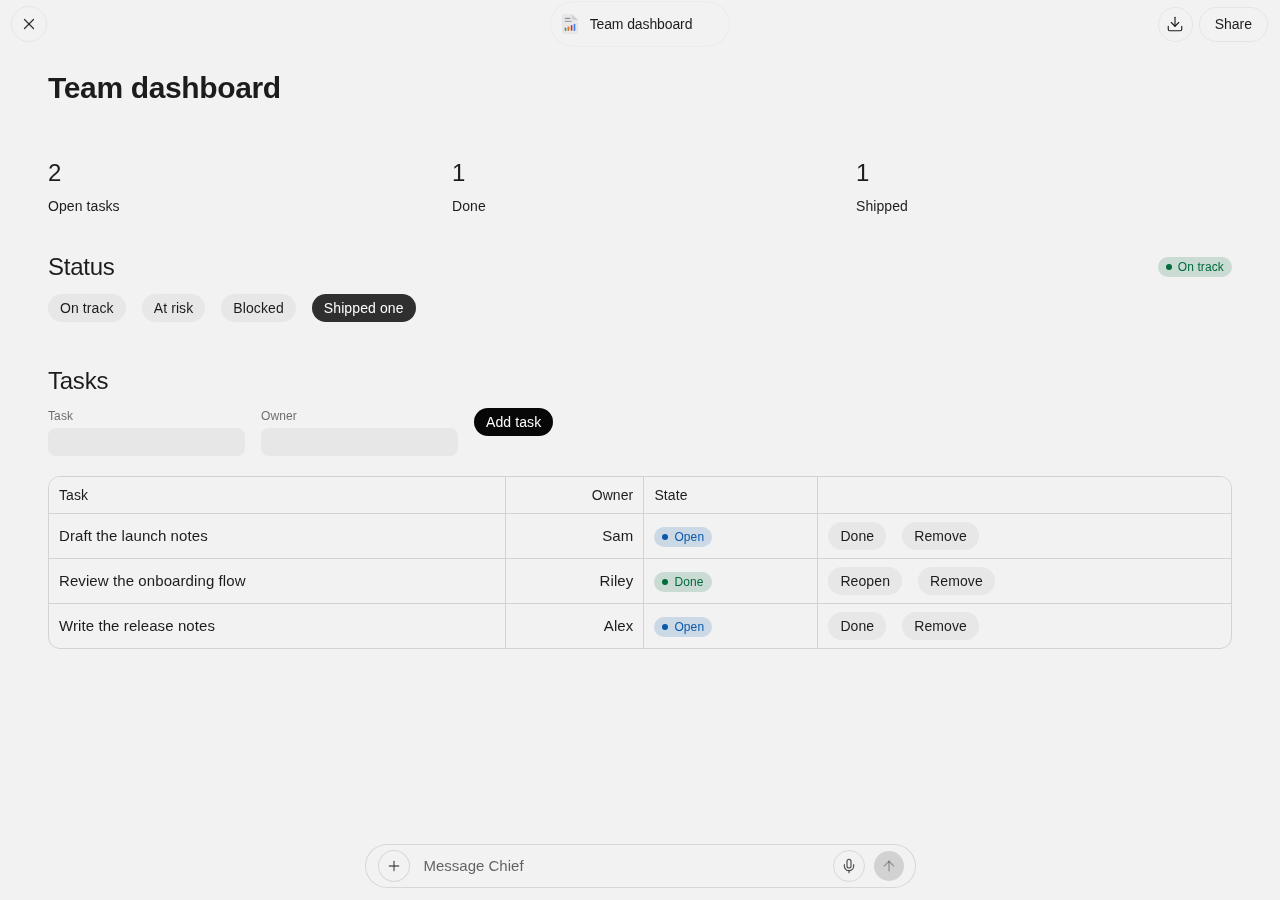 Team dashboard
Share
Team dashboard
2
Open tasks
1
Done
1
Shipped
Status
On track
On track
At risk
Blocked
Shipped one
Tasks
Task
Owner
Add task
Task
Owner
State
Draft the launch notes
Sam
Open
Done
Remove
Review the onboarding flow
Riley
Done
Reopen
Remove
Write the release notes
Alex
Open
Done
Remove
Message Chief